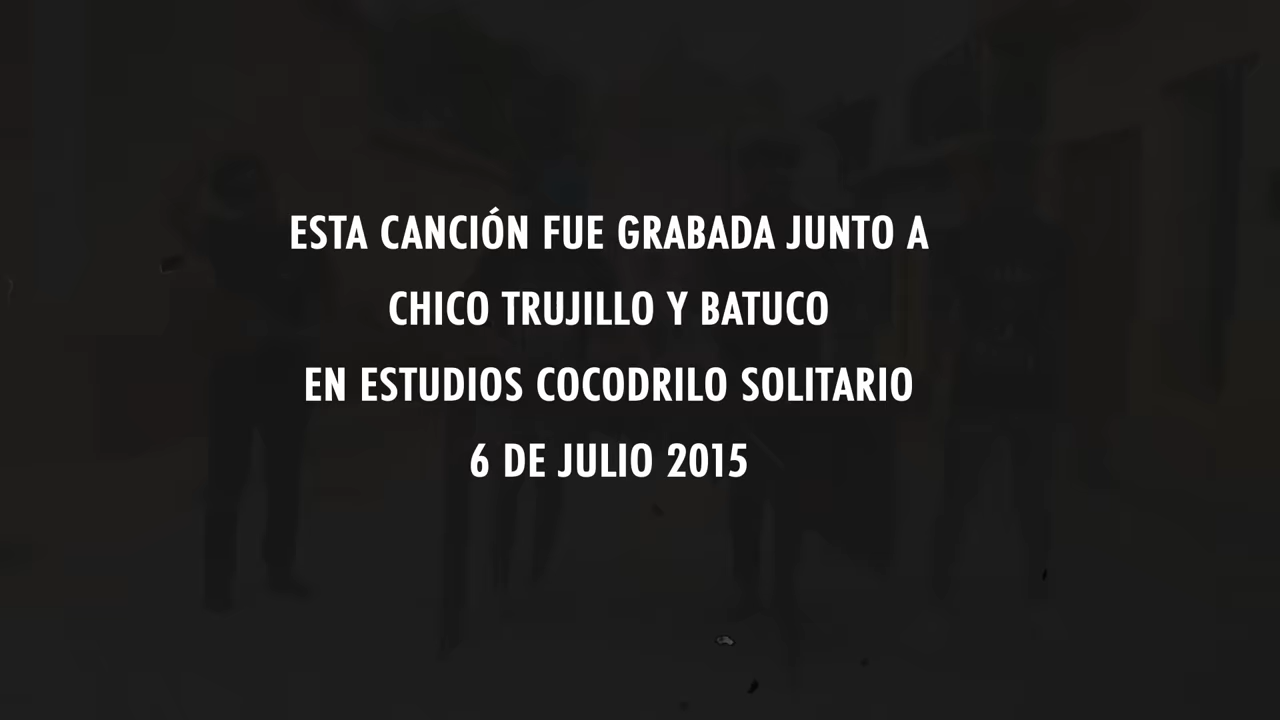 ESTA CANCIÓN FUE GRABADA JUNTO A
CHICO TRUJILLO Y BATUCO
EN ESTUDIOS COCODRILO SOLITARIO
6 DE JULIO 2015